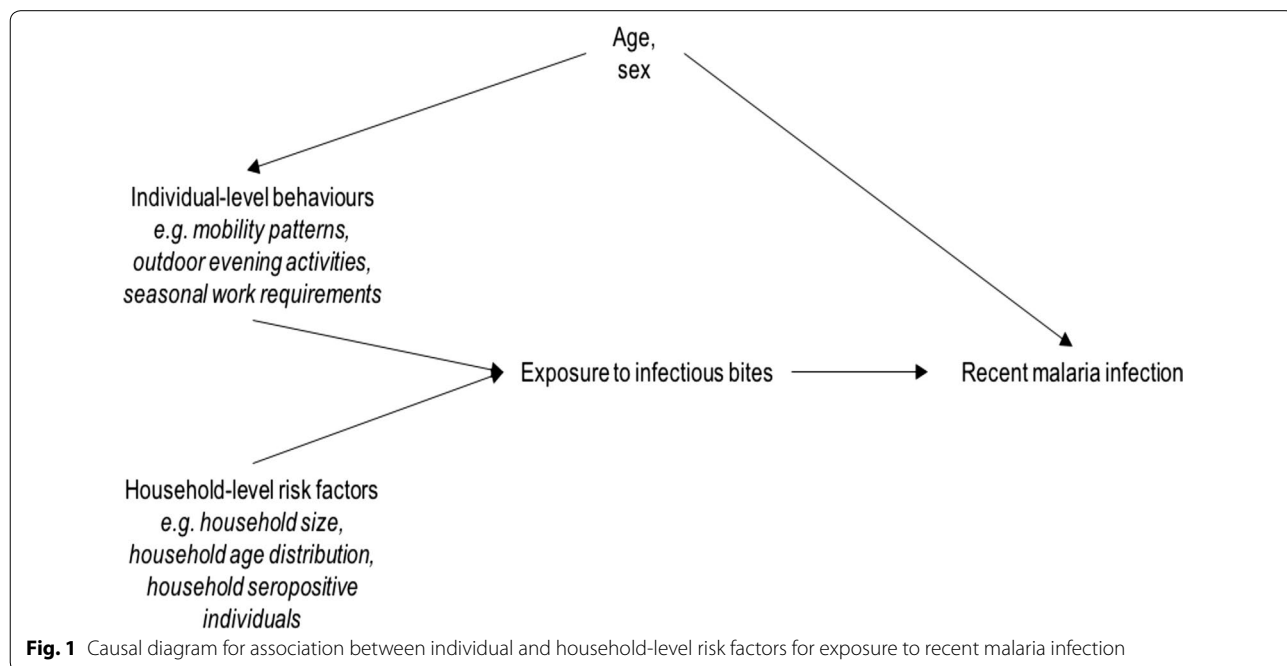 Age,
sex
Individual-level behaviours
e.g. mobility patterns,
outdoor evening activities,
seasonal work requirements
Exposure to infectious bites
Recent malaria infection
Household-level risk factors
e.g. household size,
household age distribution,
household seropositive
individuals
Fig. 1 Causal diagram for association between individual and household-level risk factors for exposure to recent malaria infection